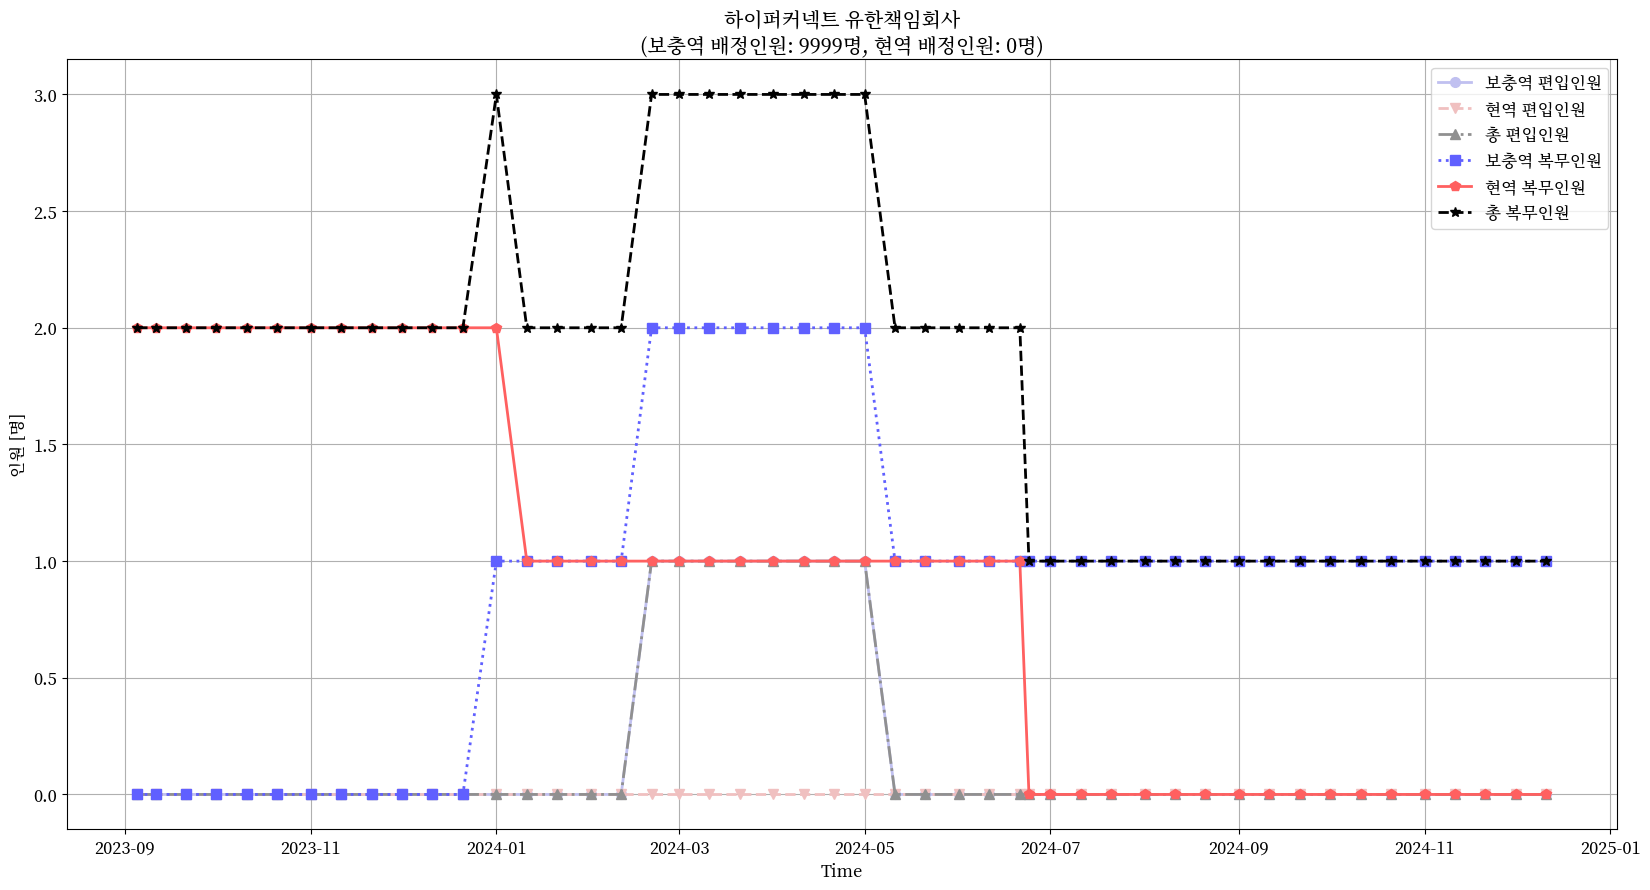 하이퍼커넥트 유한책임회사
(보충역 배정인원: 9999명, 현역 배정인원: 0명)
보충역 편입인원
현역 편입인원
총 편입인원
보충역 복무인원
현역 복무인원
총 복무인원
인원 [명]
3.0
2.5
2.0
1.5
1.0
0.5
0.0
2023-09
2023-11
2024-01
2024-03
2024-05
2024-07
2024-09
2024-11
2025-01
Time